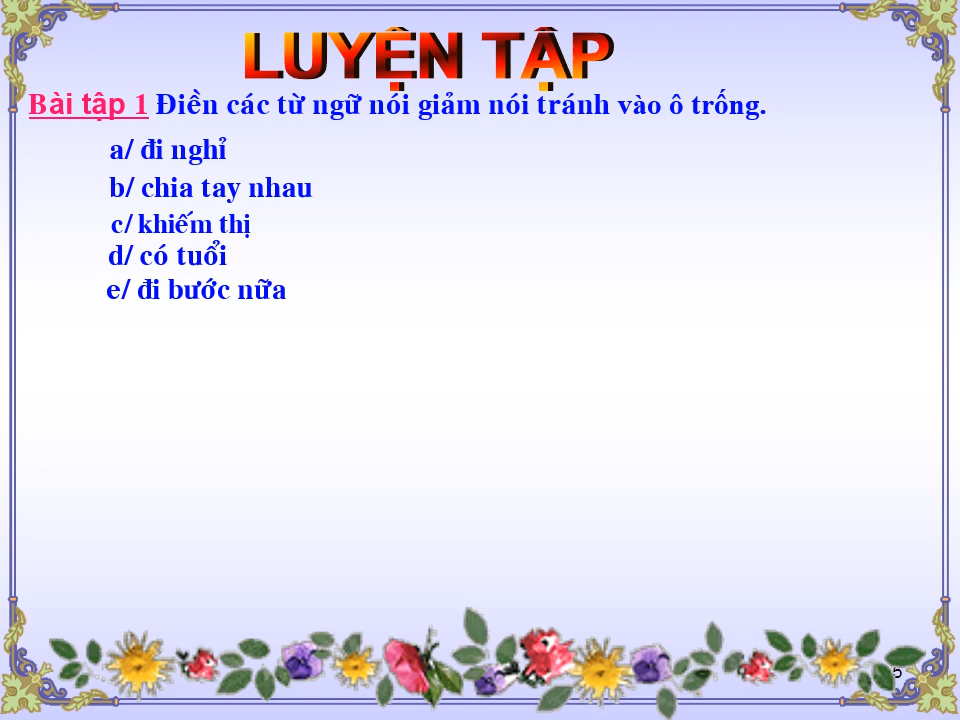 LUYỆN TẬP
Bài tập 1 Điền các từ ngữ nói giảm nói tránh vào ô trống.
a/ đi nghỉ
b/ chia tay nhau
c/ khiếm thị
d/ có tuổi
e/ đi bước nữa
5